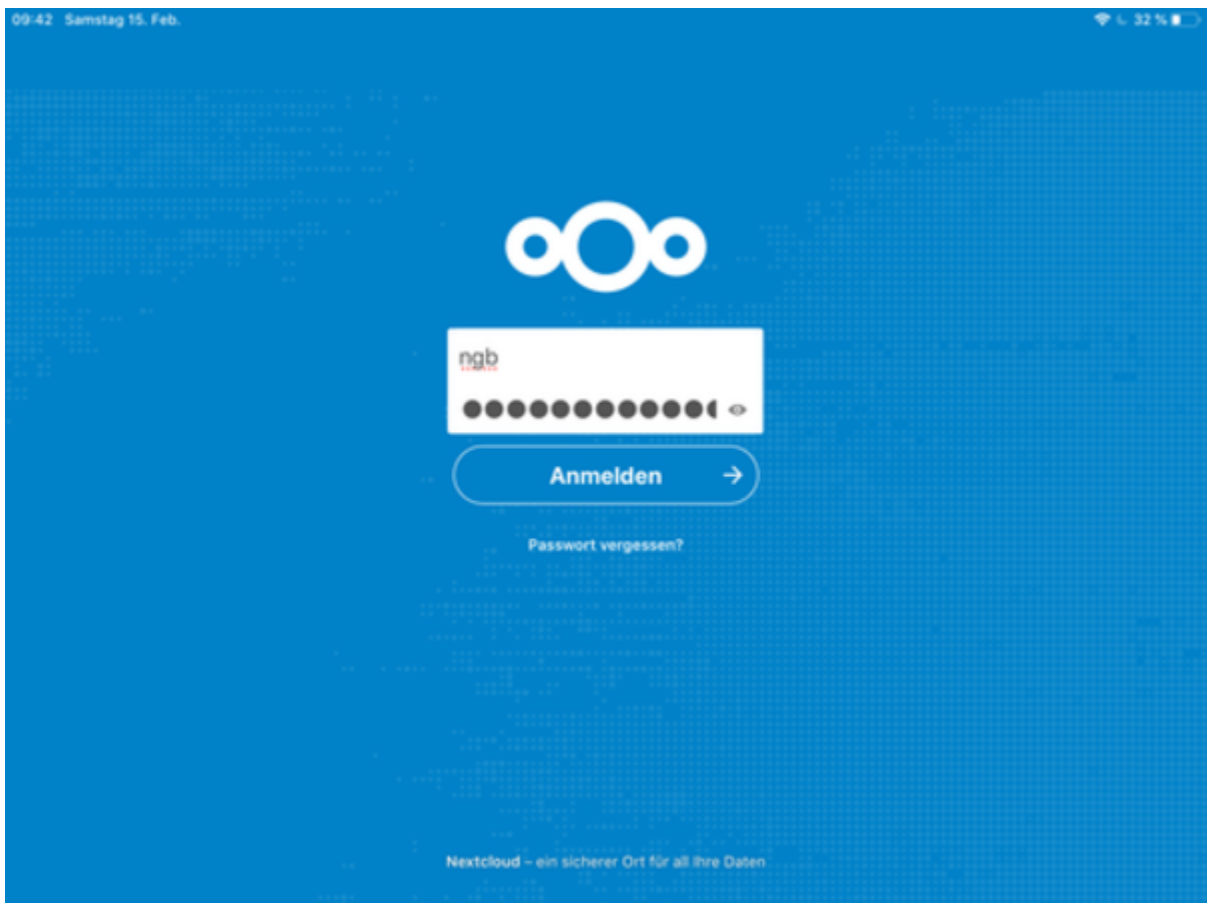 09:42 Samstag 15. Feb.
32 %
ngb
Anmelden
Passwort vergessen?
Nextcloud – ein sicherer Ort für all Ihre Daten